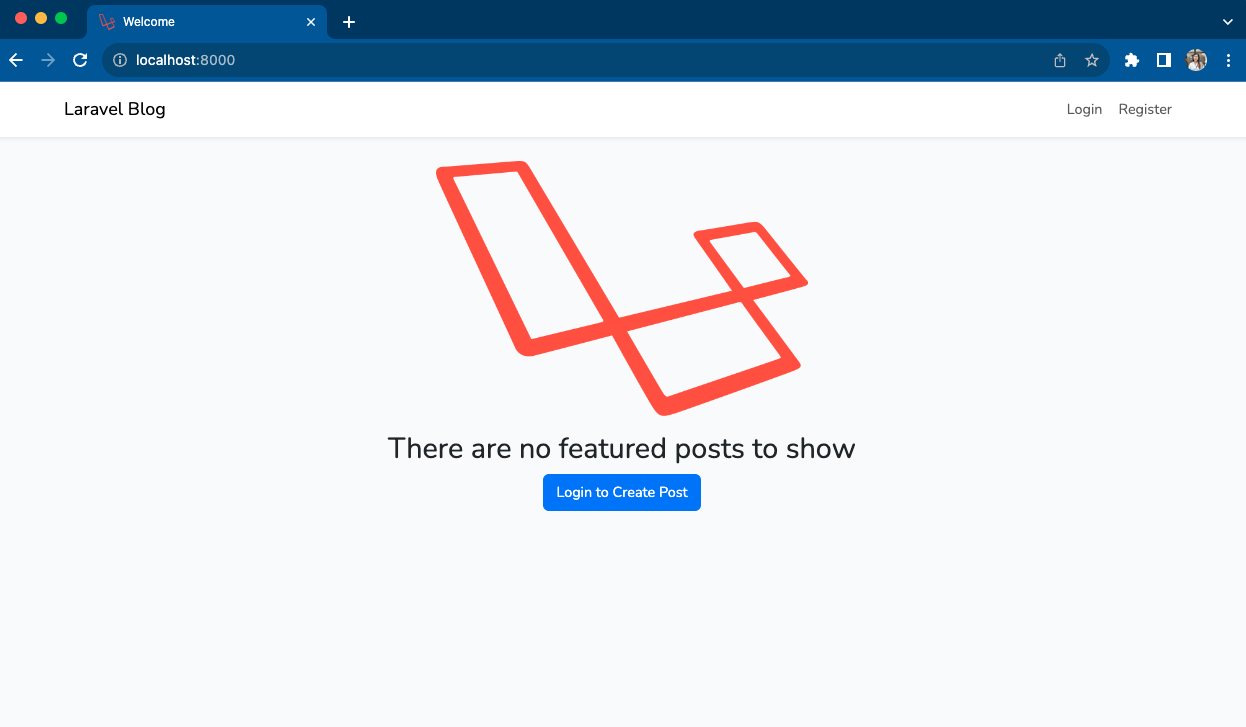 Welcome
localhost:8000
Laravel Blog
Login Register
There are no featured posts to show
Login to Create Post